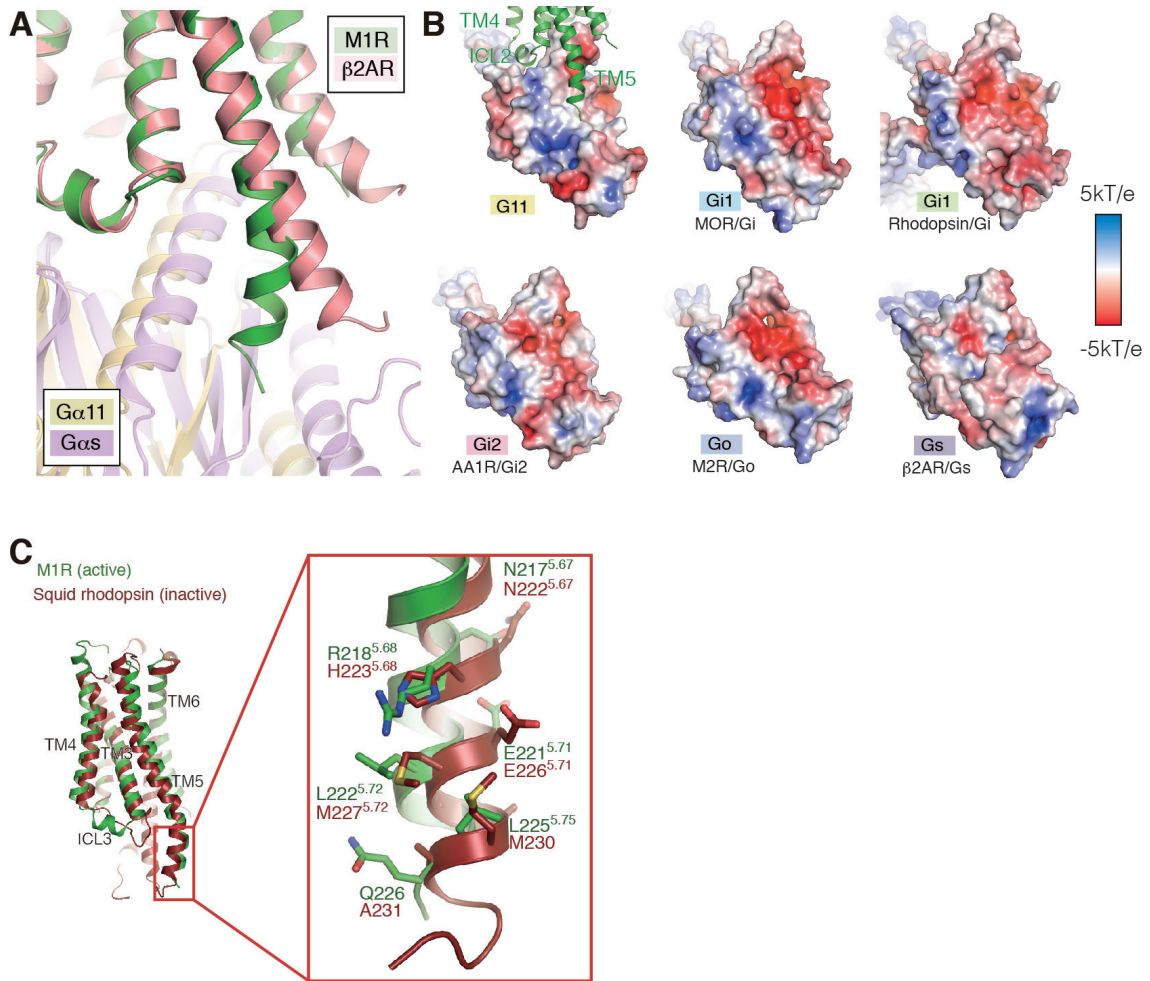 A
M1R
β2AR
Gα11
Gαs
B
TM4
ICL2
TM5
G11
Gi1
MOR/Gi
Gi1
Rhodopsin/Gi
5kT/e
-5kT/e
Gi2
AA1R/Gi2
Go
M2R/Go
Gs
β2AR/Gs
C
M1R (active)
Squid rhodopsin (inactive)
TM6
TM4
TM3
TM5
ICL3
N217^5.67
N222^5.67
R218^5.68
H223^5.68
E221^5.71
E226^5.71
L222^5.72
M227^5.72
L225^5.75
M230
Q226
A231